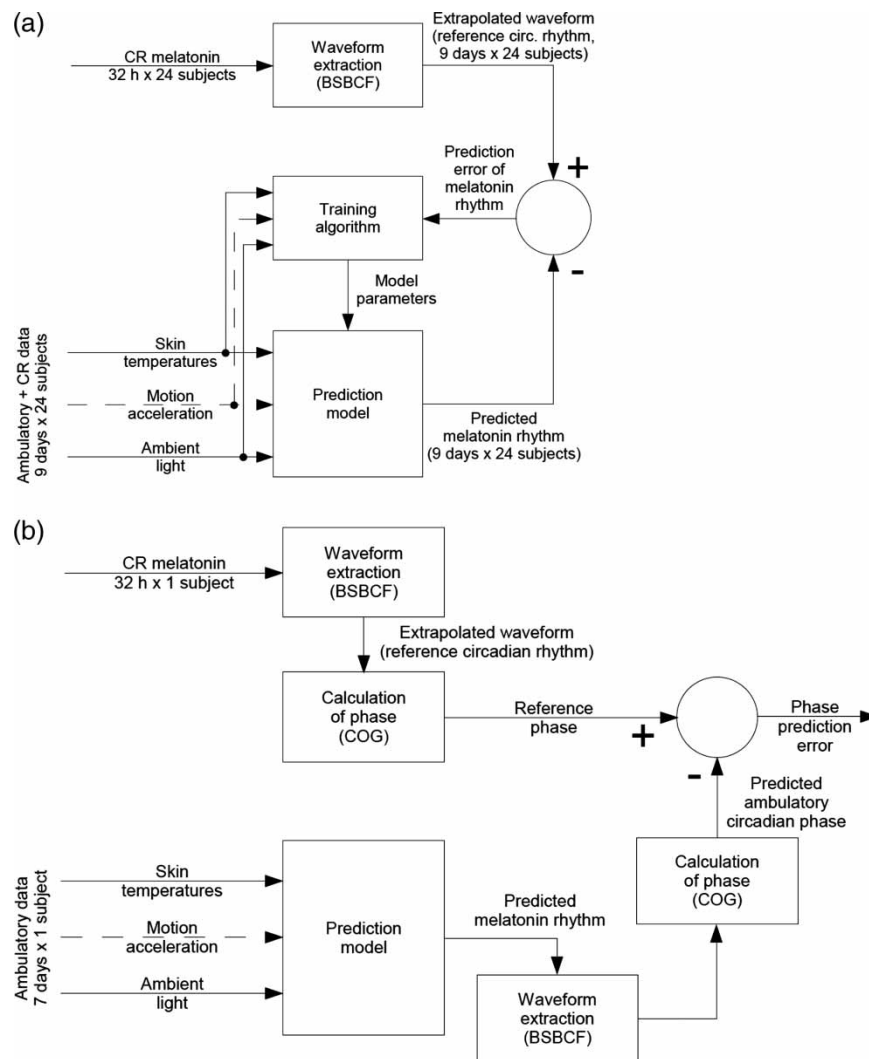 (a)
CR melatonin
32 h x 24 subjects
Waveform
extraction
(BSBCF)
Extrapolated waveform
(reference circ. rhythm,
9 days x 24 subjects)
Prediction
error of
melatonin
rhythm
+
-
Training
algorithm
Model
parameters
Ambulatory + CR data
9 days x 24 subjects
Skin
temperatures
Motion
acceleration
Ambient
light
Prediction
model
Predicted
melatonin rhythm
(9 days x 24 subjects)
(b)
CR melatonin
32 h x 1 subject
Waveform
extraction
(BSBCF)
Extrapolated waveform
(reference circadian rhythm)
Calculation
of phase
(COG)
Reference
phase
+
-
Phase
prediction
error
Predicted
ambulatory
circadian phase
Calculation
of phase
(COG)
Ambulatory data
7 days x 1 subject
Skin
temperatures
Motion
acceleration
Ambient
light
Prediction
model
Predicted
melatonin rhythm
Waveform
extraction
(BSBCF)